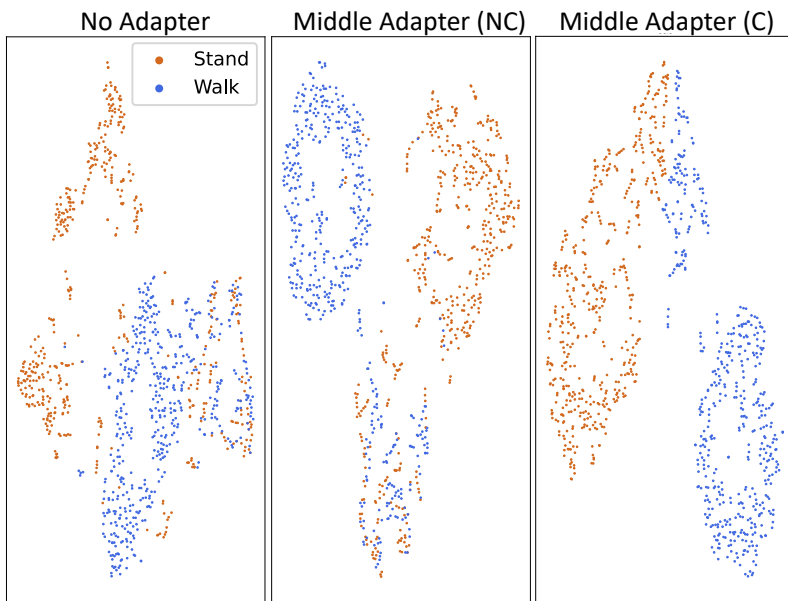 No Adapter
Middle Adapter (NC)
Middle Adapter (C)
Stand
Walk